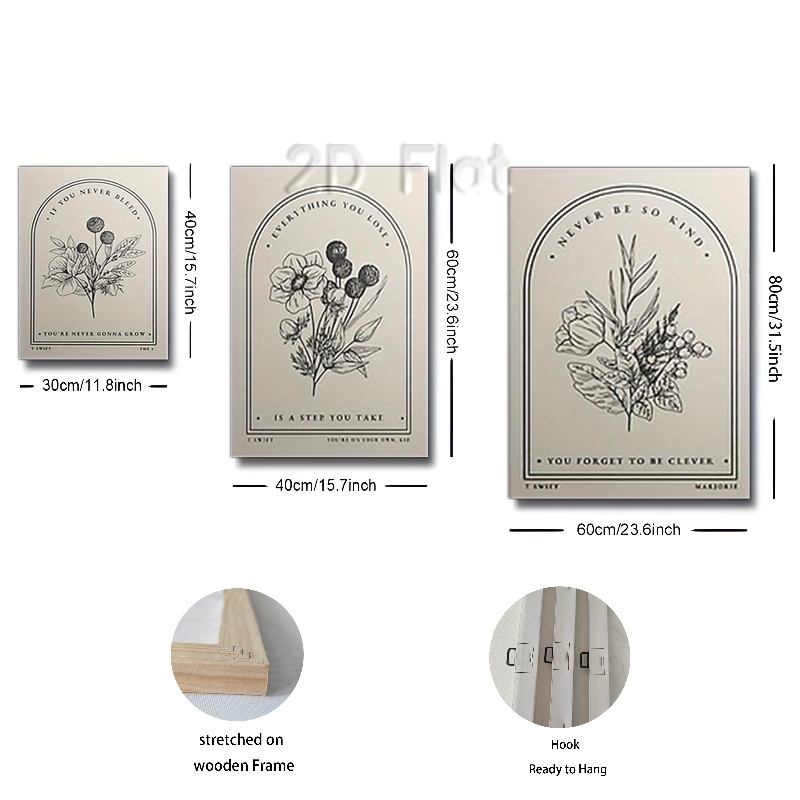 2D Flat
• IF YOU NEVER BLEED •
• YOU'RE NEVER GONNA GROW •
T SWIFT
40cm/15.7inch
30cm/11.8inch
• EVERYTHING YOU LOSE •
• IS A STEP YOU TAKE •
T SWIFT YOU'RE ON YOUR OWN, KID
60cm/23.6inch
40cm/15.7inch
• NEVER BE SO KIND •
• YOU FORGET TO BE CLEVER •
T SWIFT MARJORIE
80cm/31.5inch
60cm/23.6inch
stretched on
wooden Frame
Hook
Ready to Hang